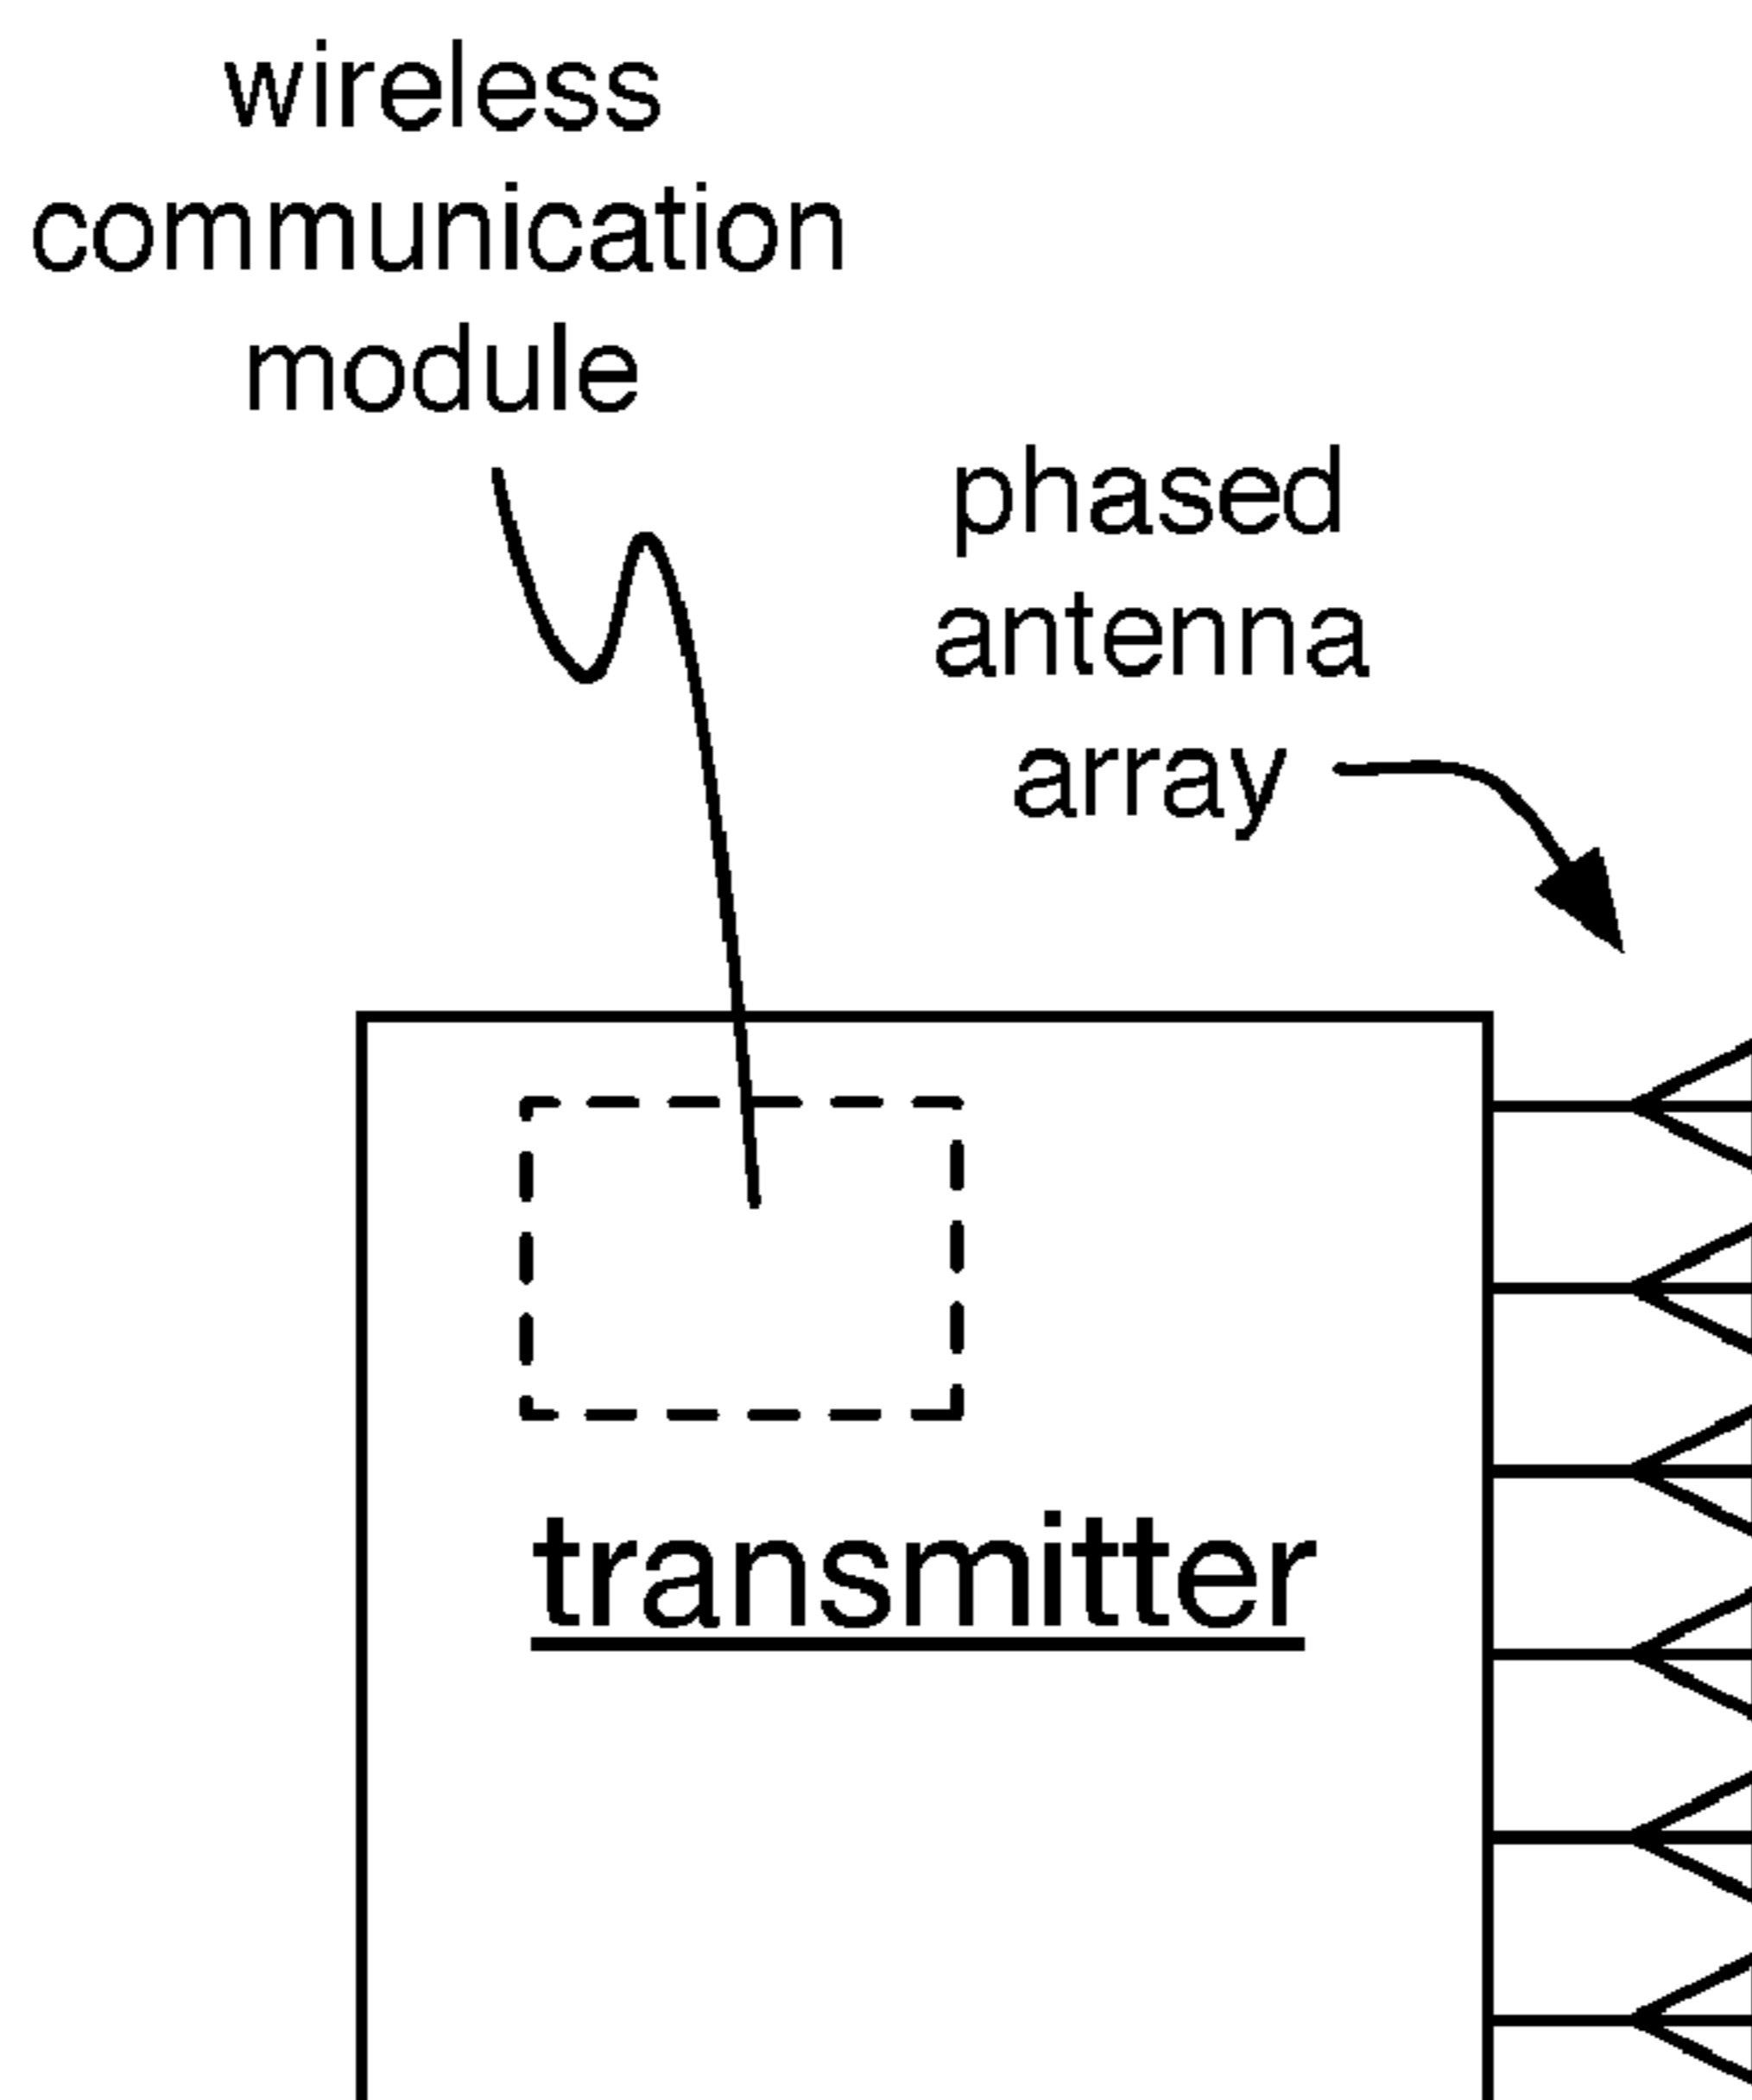 wireless
communication
module
phased
antenna
array
transmitter